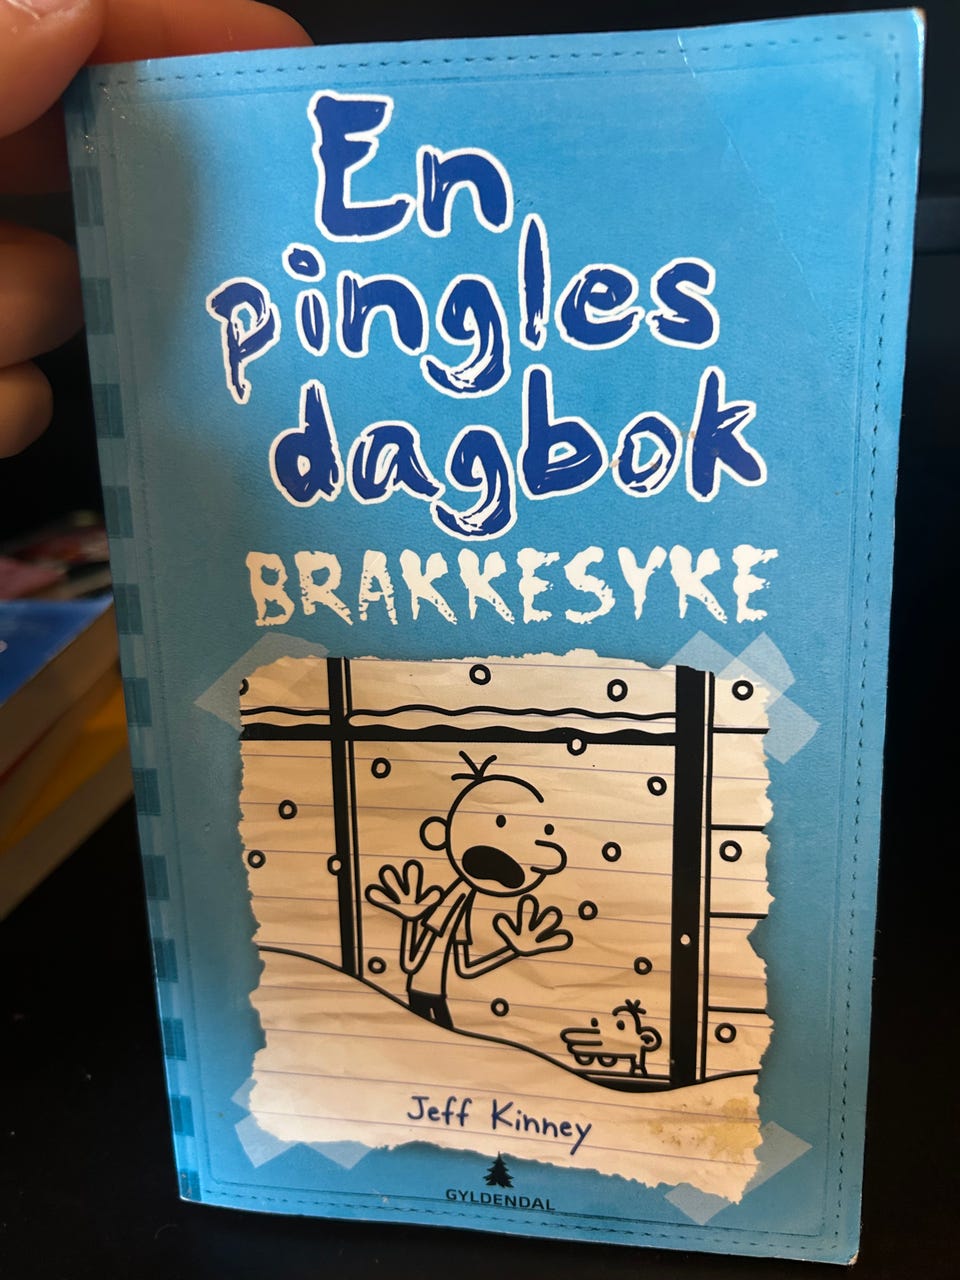 En
pingles
dagbok
BRAKKESYKE
Jeff Kinney
GYLDENDAL